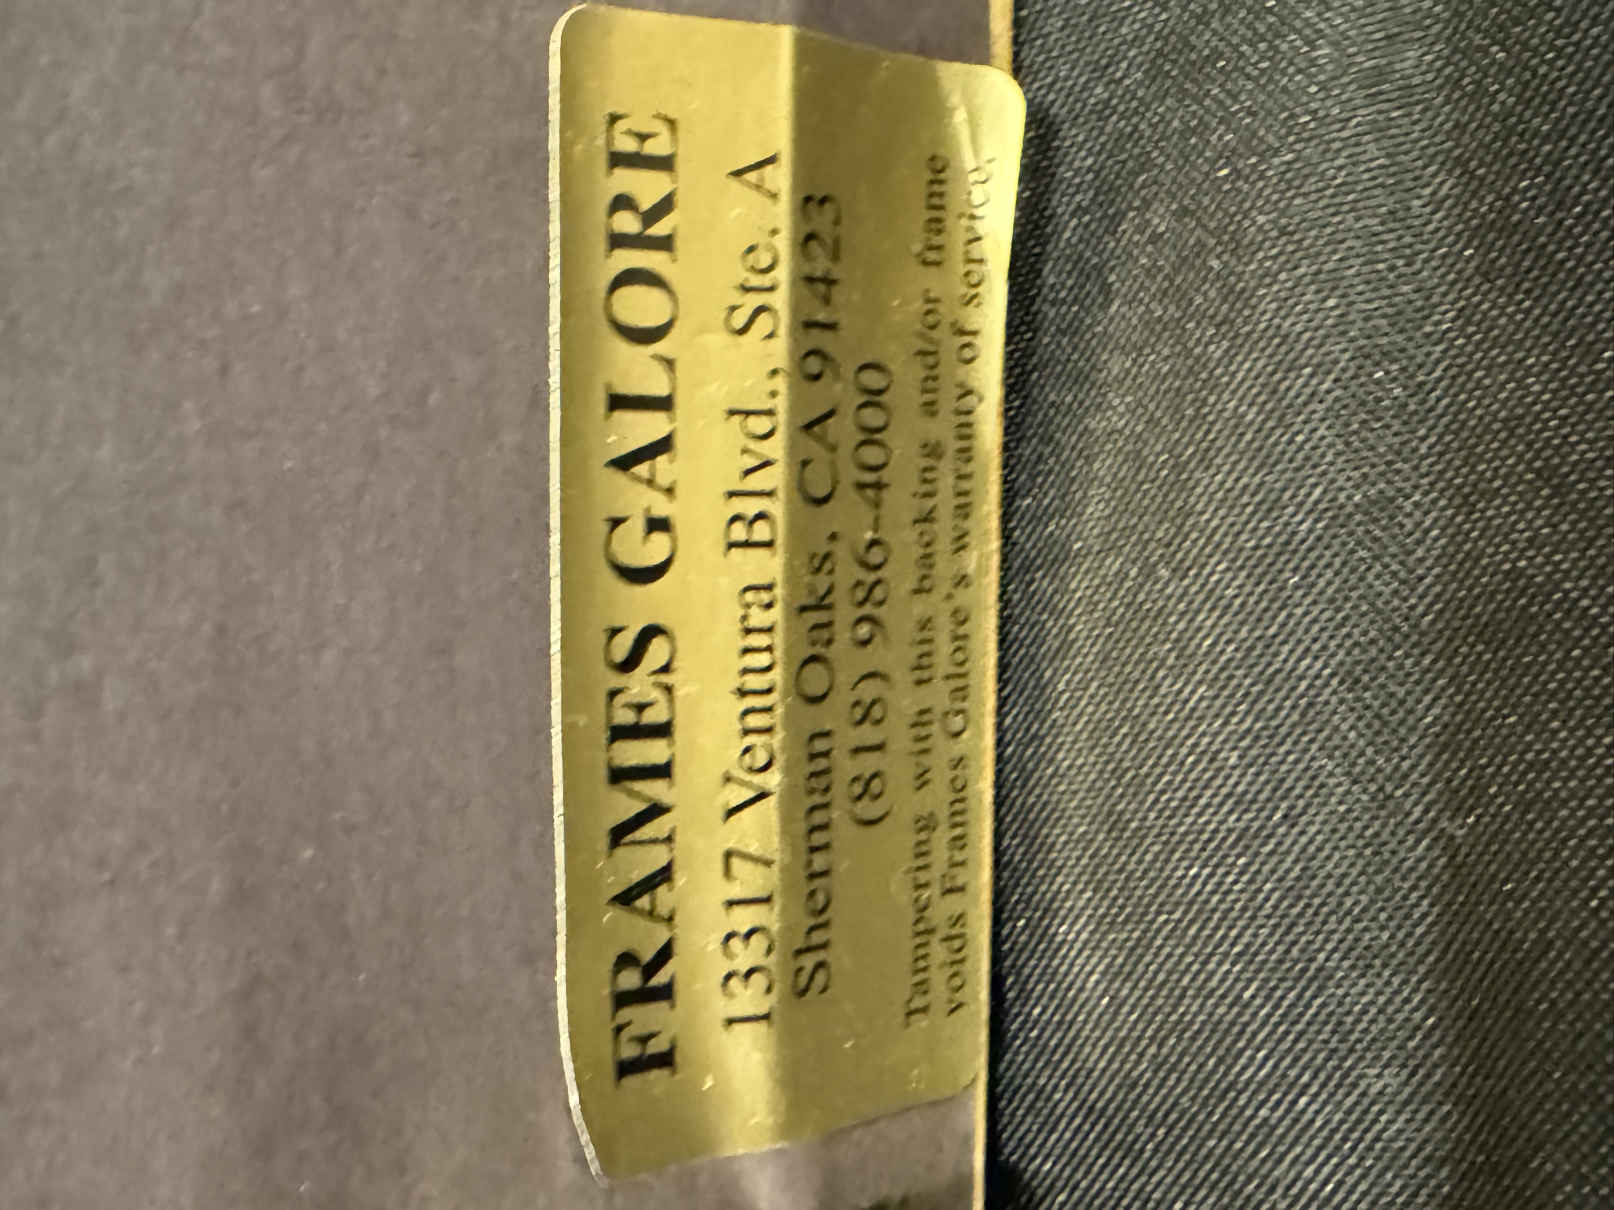 FRAMES GALORE
13317 Ventura Blvd., Ste. A
Sherman Oaks, CA 91423
(818) 986-4000
Tampering with this backing and/or frame
voids Frames Galore's warranty of service.